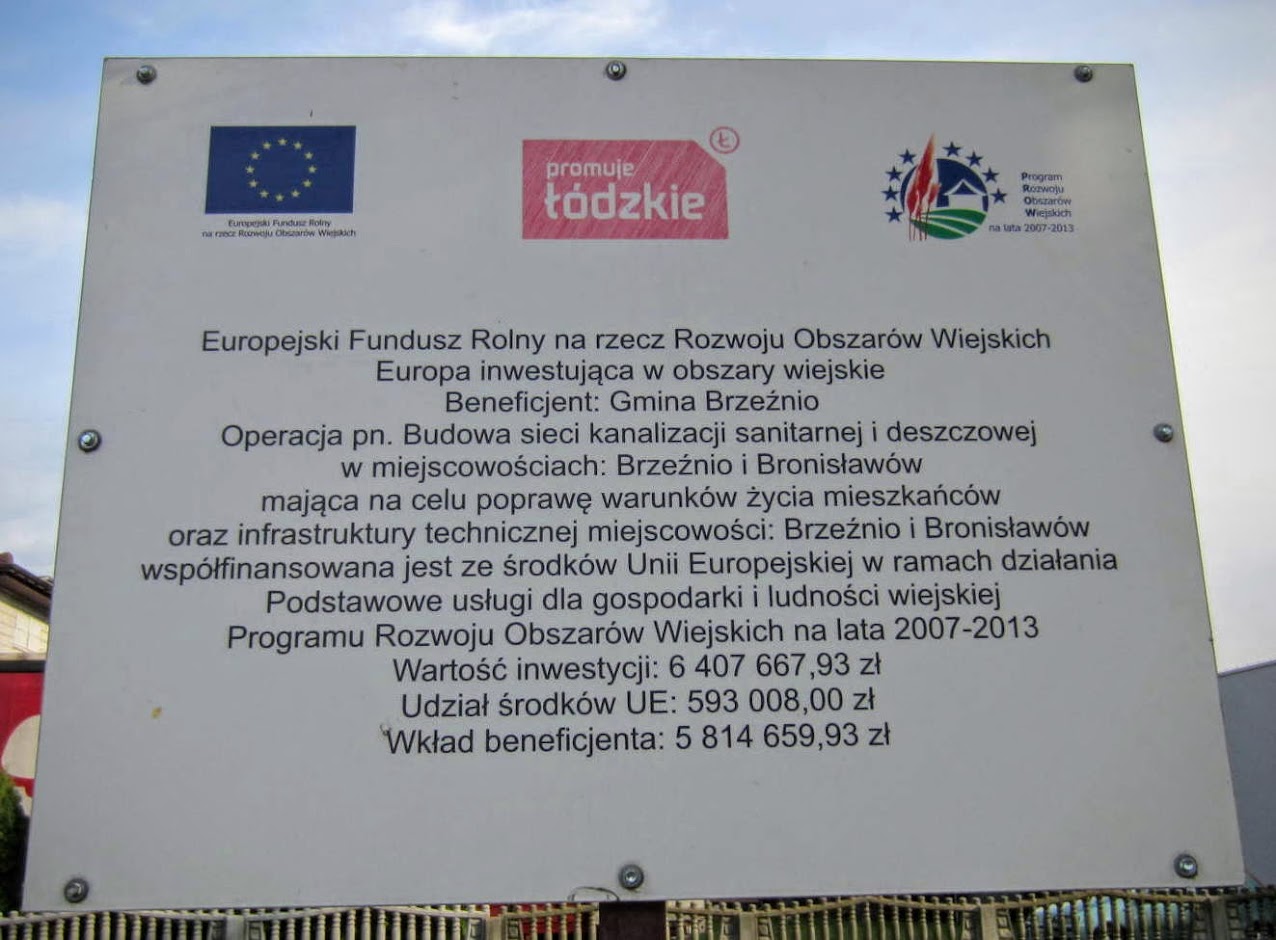 Europejski Fundusz Rolny
na rzecz Rozwoju Obszarów Wiejskich
promuje
łódzkie
Ł
Program
Rozwoju
Obszarów
Wiejskich
na lata 2007-2013
Europejski Fundusz Rolny na rzecz Rozwoju Obszarów Wiejskich
Europa inwestująca w obszary wiejskie
Beneficjent: Gmina Brzeźnio
Operacja pn. Budowa sieci kanalizacji sanitarnej i deszczowej
w miejscowościach: Brzeźnio i Bronisławów
mająca na celu poprawę warunków życia mieszkańców
oraz infrastruktury technicznej miejscowości: Brzeźnio i Bronisławów
współfinansowana jest ze środków Unii Europejskiej w ramach działania
Podstawowe usługi dla gospodarki i ludności wiejskiej
Programu Rozwoju Obszarów Wiejskich na lata 2007-2013
Wartość inwestycji: 6 407 667,93 zł
Udział środków UE: 593 008,00 zł
Wkład beneficjenta: 5 814 659,93 zł